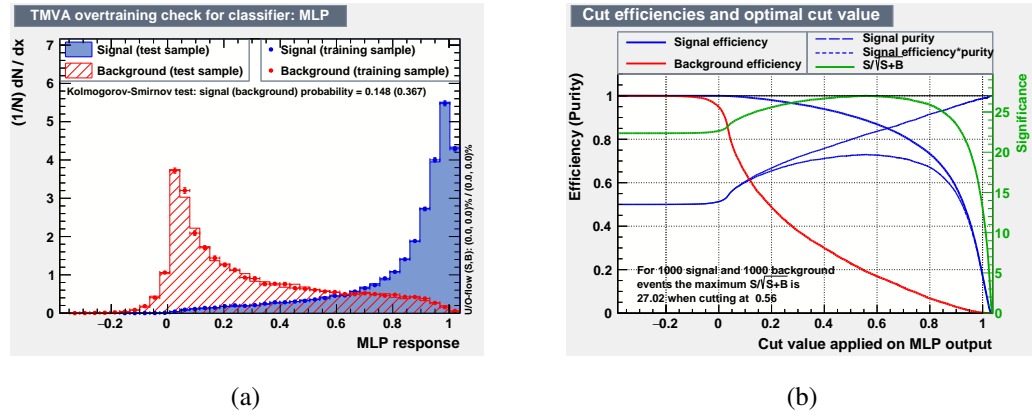 TMVA overtraining check for classifier: MLP
(1/N) dN / dx
7
6
5
4
3
2
1
0
Signal (test sample)
Background (test sample)
Signal (training sample)
Background (training sample)
Kolmogorov-Smirnov test: signal (background) probability = 0.148 (0.367)
U/O-flow (S,B): (0.0, 0.0)% / (0.0, 0.0)%
−0.2 0 0.2 0.4 0.6 0.8 1
MLP response
(a)
Cut efficiencies and optimal cut value
Signal efficiency
Background efficiency
Signal purity
Signal efficiency*purity
S/√S+B
Efficiency (Purity)
1
0.8
0.6
0.4
0.2
0
Significance
25
20
15
10
5
0
For 1000 signal and 1000 background
events the maximum S/√S+B is
27.02 when cutting at 0.56
−0.2 0 0.2 0.4 0.6 0.8 1
Cut value applied on MLP output
(b)